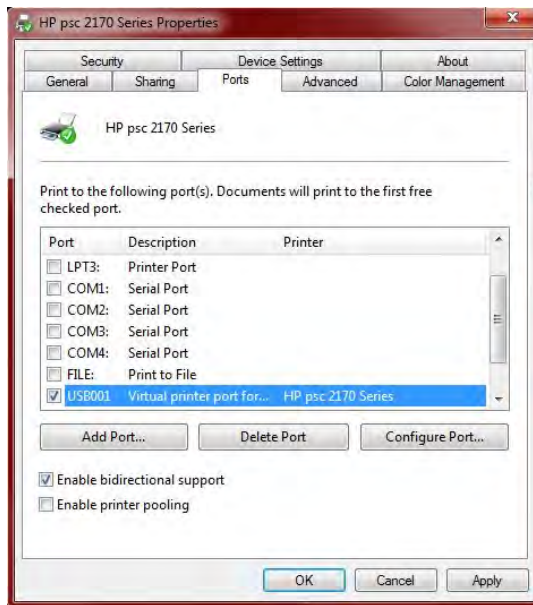 HP psc 2170 Series Properties
Security Device Settings About
General Sharing Ports Advanced Color Management
HP psc 2170 Series
Print to the following port(s). Documents will print to the first free
checked port.
Port Description Printer
LPT3: Printer Port
COM1: Serial Port
COM2: Serial Port
COM3: Serial Port
COM4: Serial Port
FILE: Print to File
USB001 Virtual printer port for... HP psc 2170 Series
Add Port... Delete Port Configure Port...
Enable bidirectional support
Enable printer pooling
OK Cancel Apply